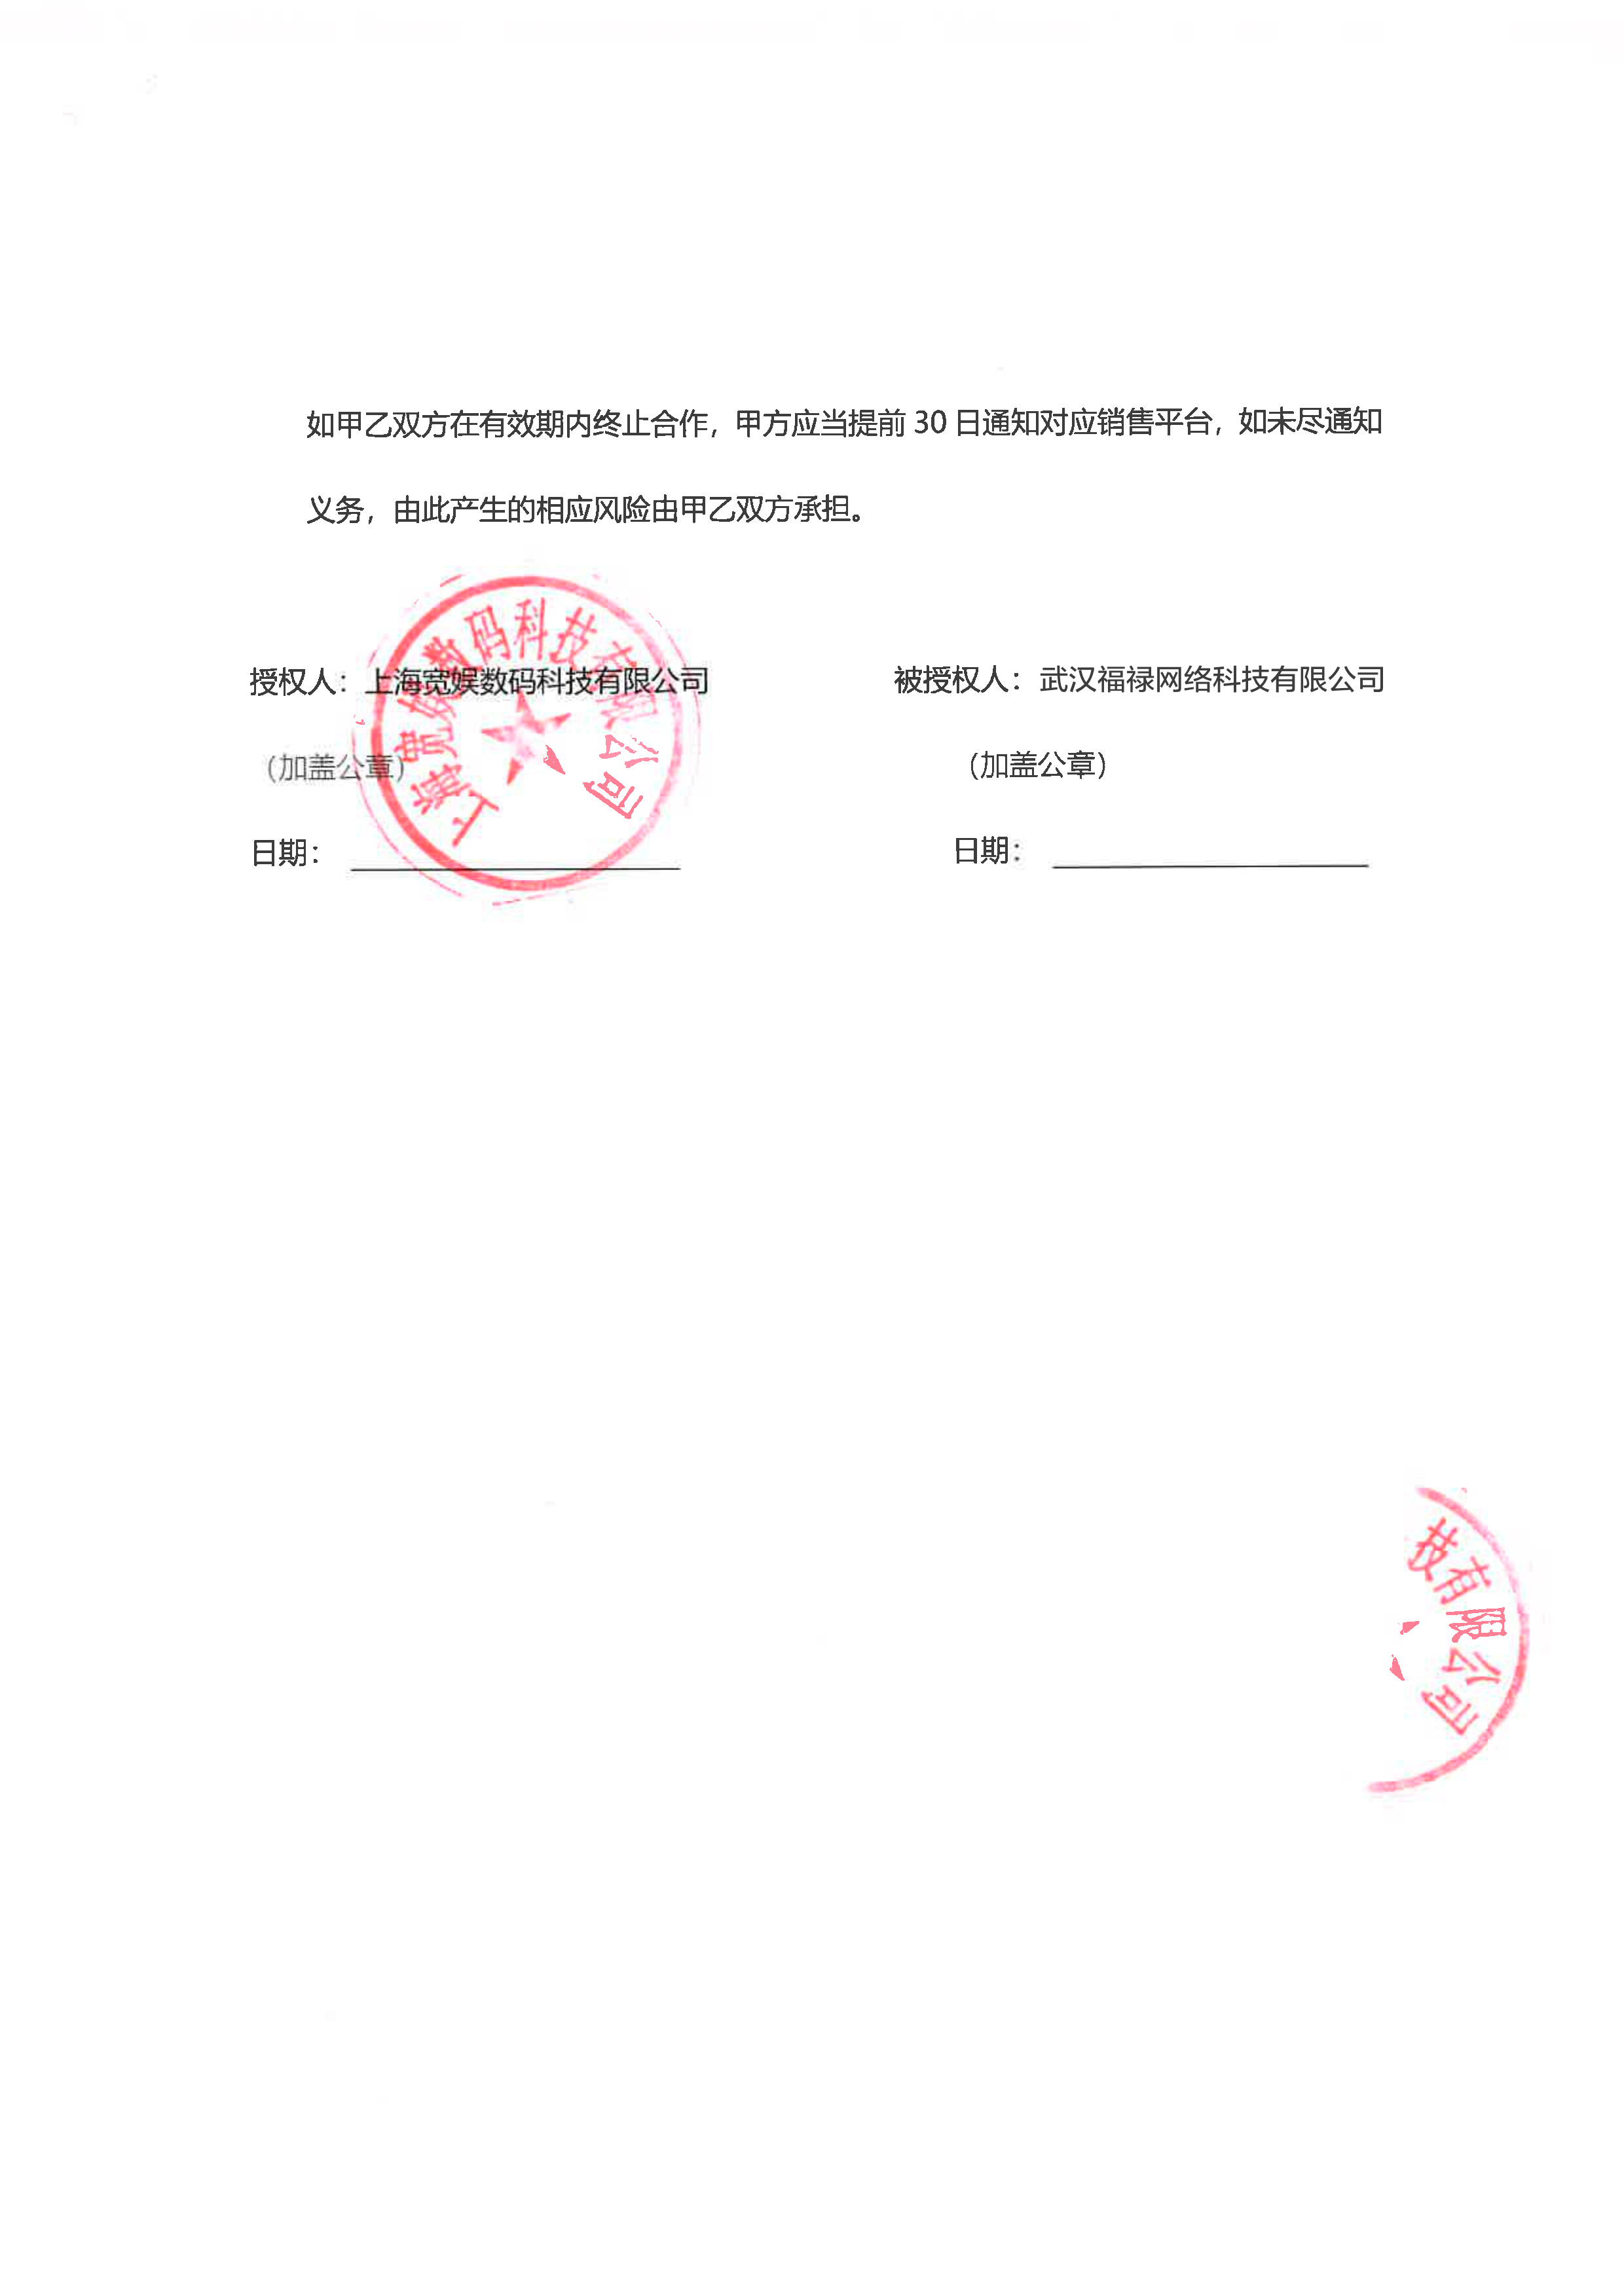 如甲乙双方在有效期内终止合作，甲方应当提前 30 日通知对应销售平台，如未尽通知
义务，由此产生的相应风险由甲乙双方承担。
授权人：上海宽娱数码科技有限公司
被授权人：武汉福禄网络科技有限公司
（加盖公章）
（加盖公章）
日期：
日期：
上海宽娱数码科技有限公司
技有限公司